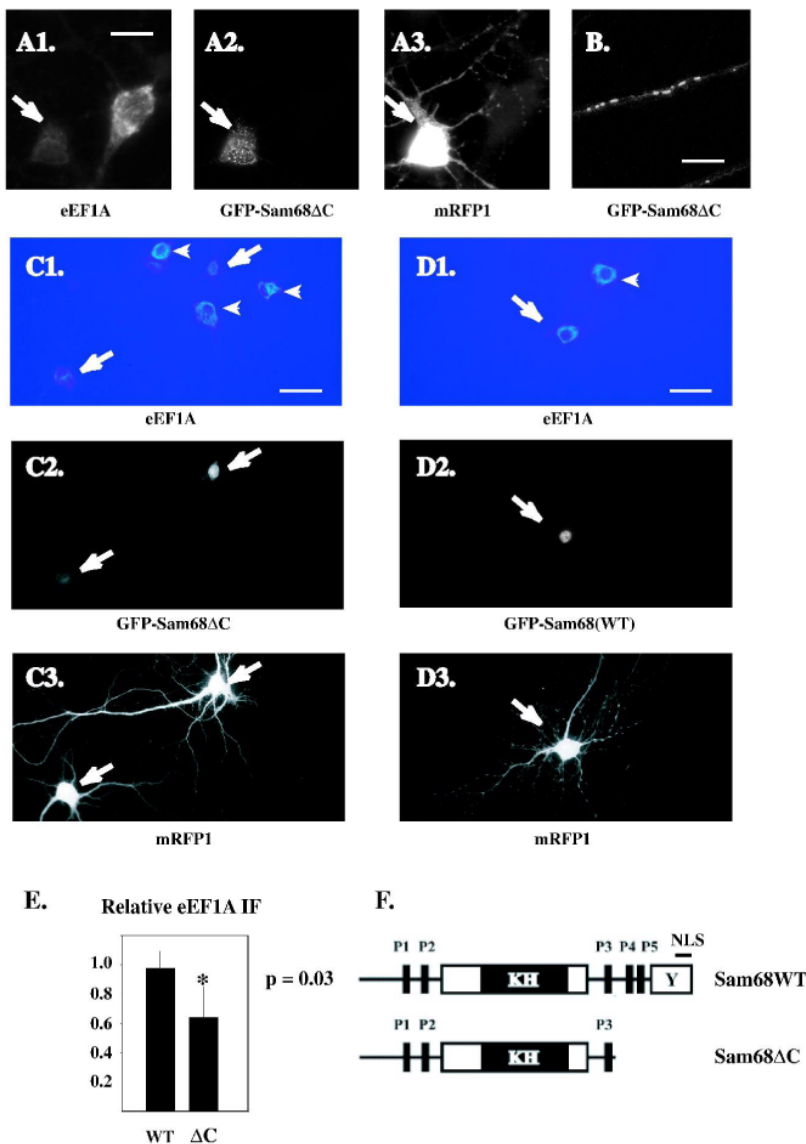 A1.
A2.
A3.
B.
eEF1A
GFP-Sam68ΔC
mRFP1
GFP-Sam68ΔC
C1.
D1.
eEF1A
eEF1A
C2.
D2.
GFP-Sam68ΔC
GFP-Sam68(WT)
C3.
D3.
mRFP1
mRFP1
E.
Relative eEF1A IF
1.0
0.8
0.6
0.4
0.2
*
p = 0.03
WT
ΔC
F.
P1 P2 P3 P4 P5 NLS
KH Y Sam68WT
P1 P2 P3
KH Sam68ΔC